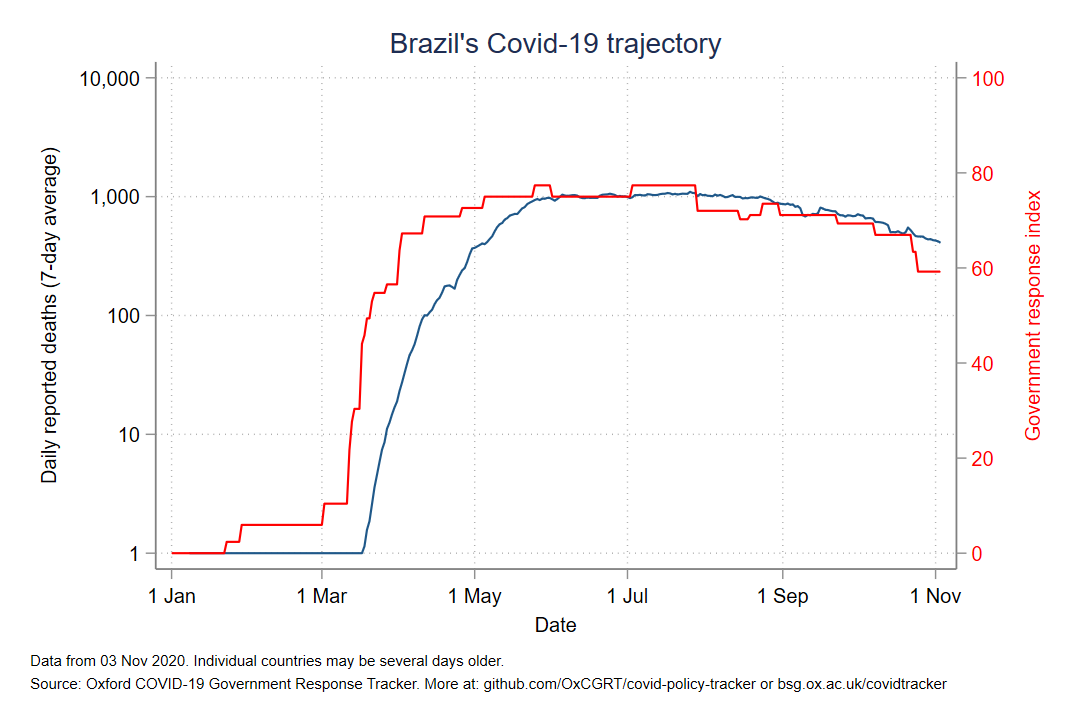 Brazil's Covid-19 trajectory
10,000
1,000
100
10
1
Daily reported deaths (7-day average)
100
80
60
40
20
0
Government response index
1 Jan
1 Mar
1 May
1 Jul
1 Sep
1 Nov
Date
Data from 03 Nov 2020. Individual countries may be several days older.
Source: Oxford COVID-19 Government Response Tracker. More at: github.com/OxCGRT/covid-policy-tracker or bsg.ox.ac.uk/covidtracker